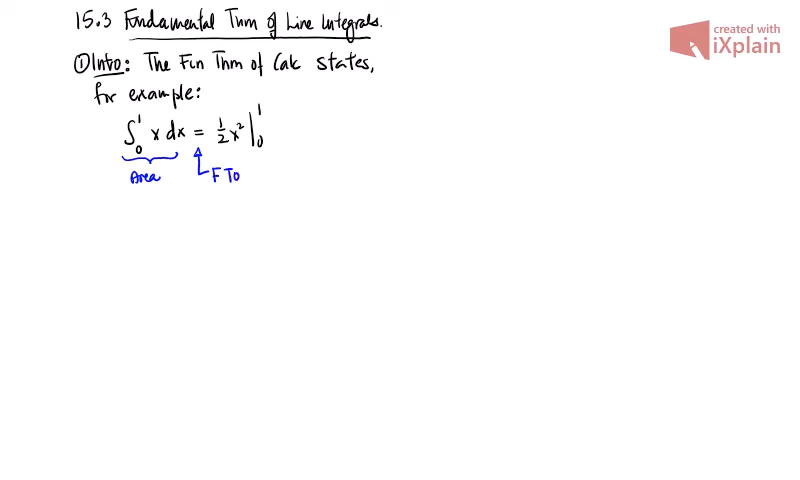 15.3 Fundamental Thm of Line Integrals.
created with
iXplain
① Intro: The Fun Thm of Calc states,
for example:
∫₀¹ x dx = ½x² |₀¹
Area
F TO